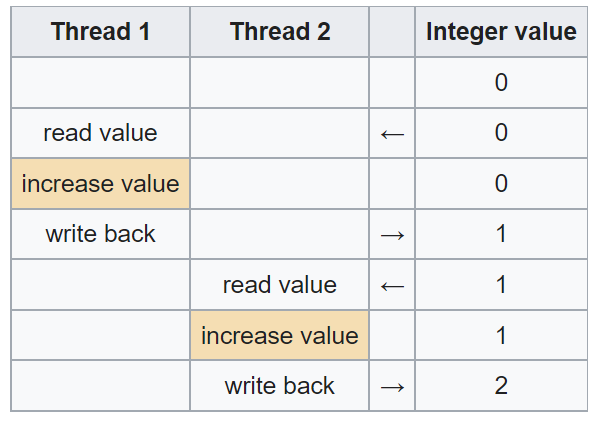 Thread 1 Thread 2 Integer value
0
read value ← 0
increase value 0
write back → 1
read value ← 1
increase value 1
write back → 2